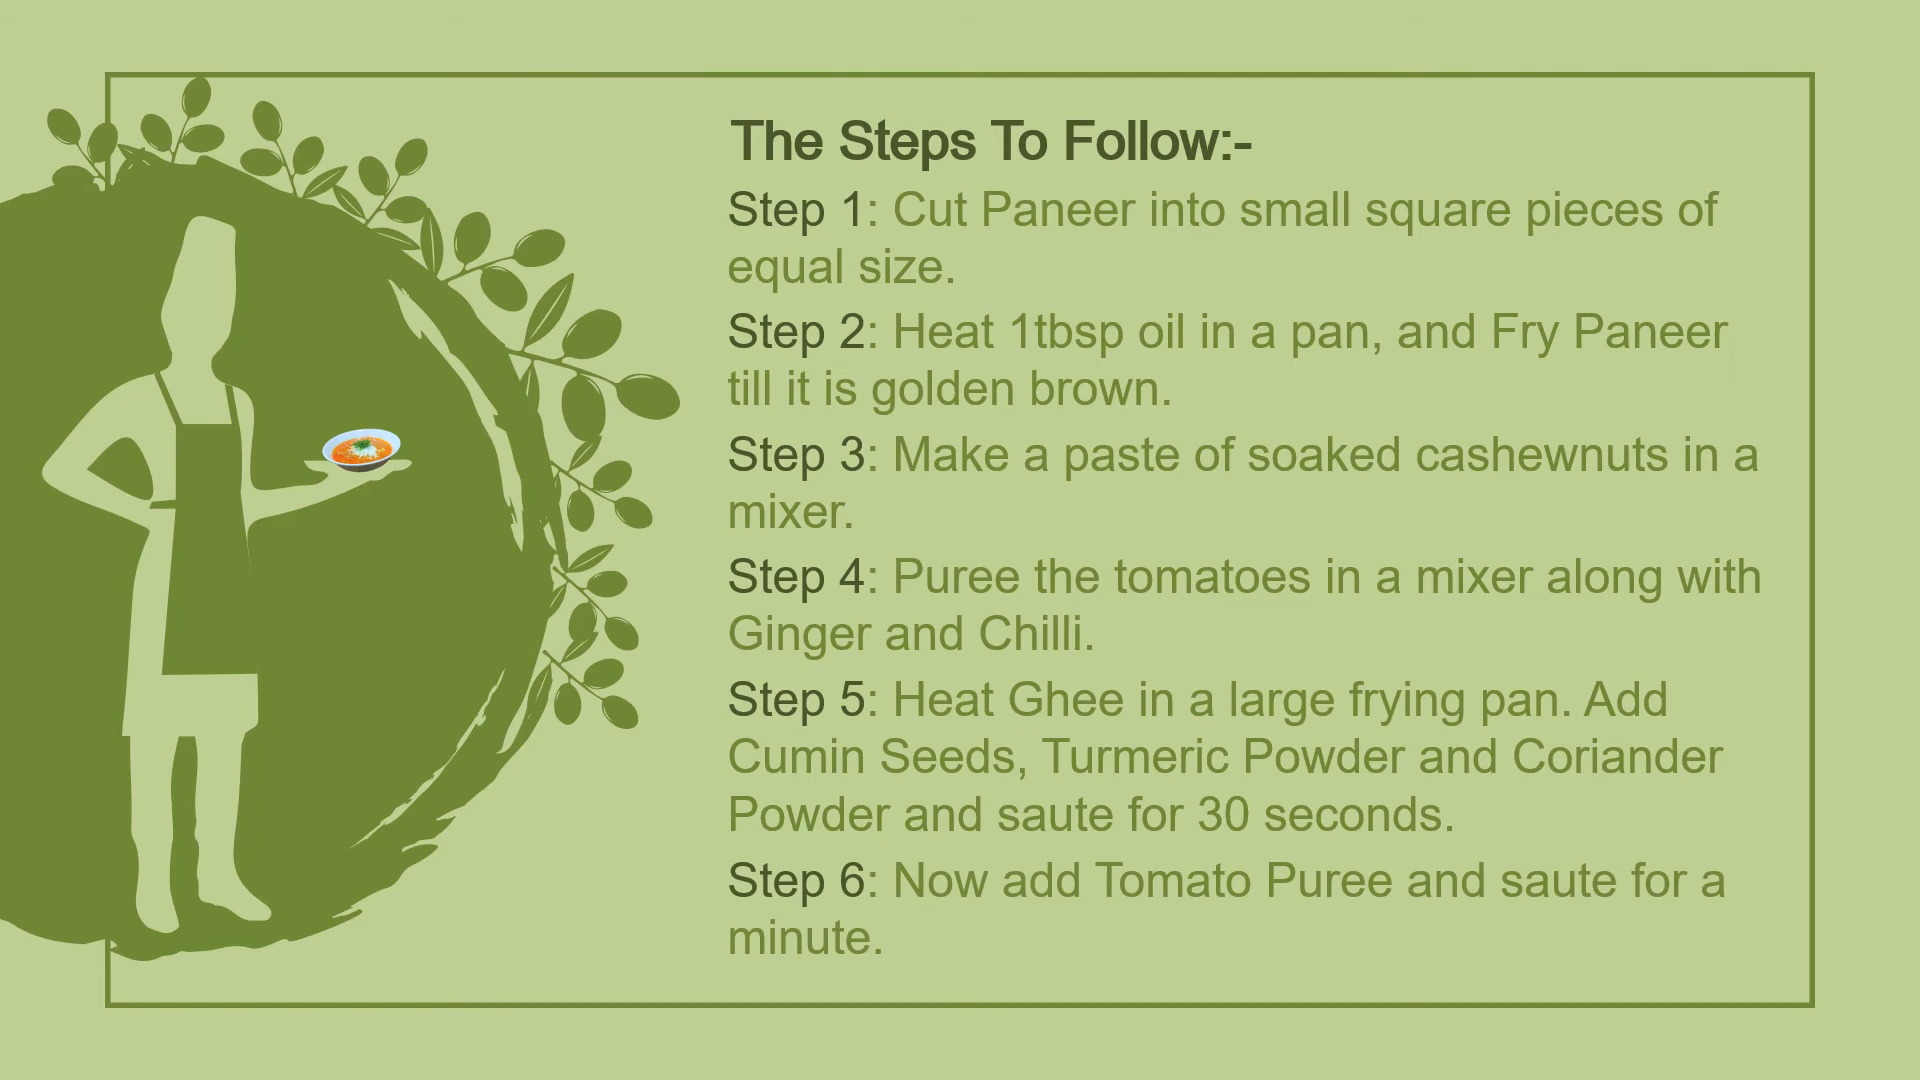 The Steps To Follow:-
Step 1: Cut Paneer into small square pieces of
equal size.
Step 2: Heat 1tbsp oil in a pan, and Fry Paneer
till it is golden brown.
Step 3: Make a paste of soaked cashewnuts in a
mixer.
Step 4: Puree the tomatoes in a mixer along with
Ginger and Chilli.
Step 5: Heat Ghee in a large frying pan. Add
Cumin Seeds, Turmeric Powder and Coriander
Powder and saute for 30 seconds.
Step 6: Now add Tomato Puree and saute for a
minute.